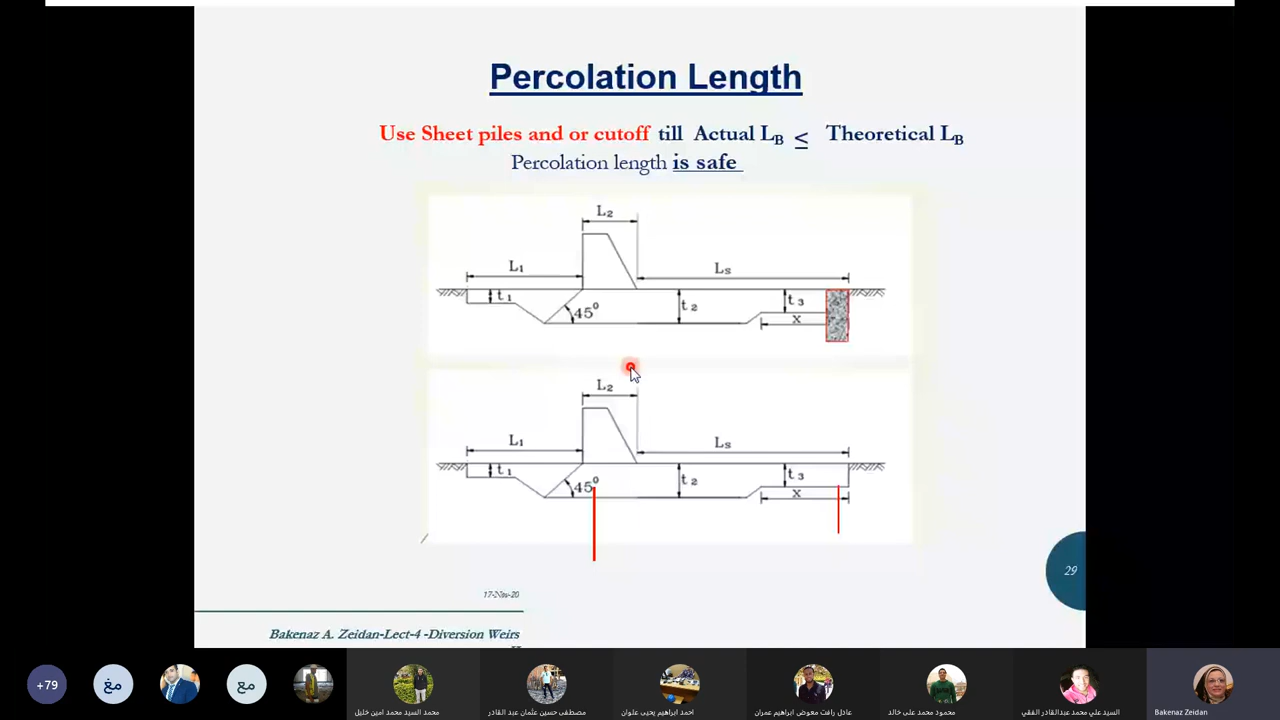 Percolation Length
Use Sheet piles and or cutoff till Actual LB ≤ Theoretical LB
Percolation length is safe
L2
L1
Ls
t1
45°
t2
t3
x
L2
L1
Ls
t1
45°
t2
t3
x
29
17-Nov-20
Bakenaz A. Zeidan-Lect-4 -Diversion Weirs
+79
مغ
مع
محمد السيد محمد امين خليل
مصطفى حسين عثمان عبد القادر
احمد ابراهيم يحيى علوان
عادل رافت معوض ابراهيم عمران
محمود محمد على خالد
السيد علي محمد عبدالقادر الفقي
Bakenaz Zeidan